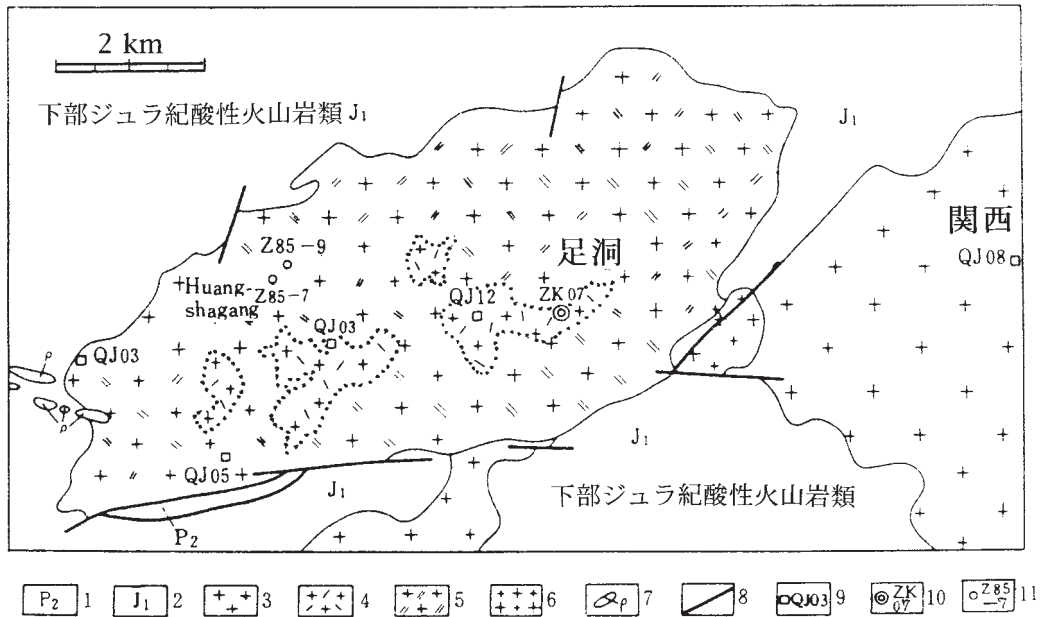 2 km
下部ジュラ紀酸性火山岩類 J₁
J₁
関西
QJ08
足洞
Z85-9
Z85-7
Huang-
shagang
QJ12
ZK07
QJ03
QJ03
ρ
ρ
QJ05
J₁
J₁
下部ジュラ紀酸性火山岩類
P₂
P₂ 1
J₁ 2
3
4
5
6
ρ 7
8
QJ03 9
ZK
07 10
Z85
-7 11